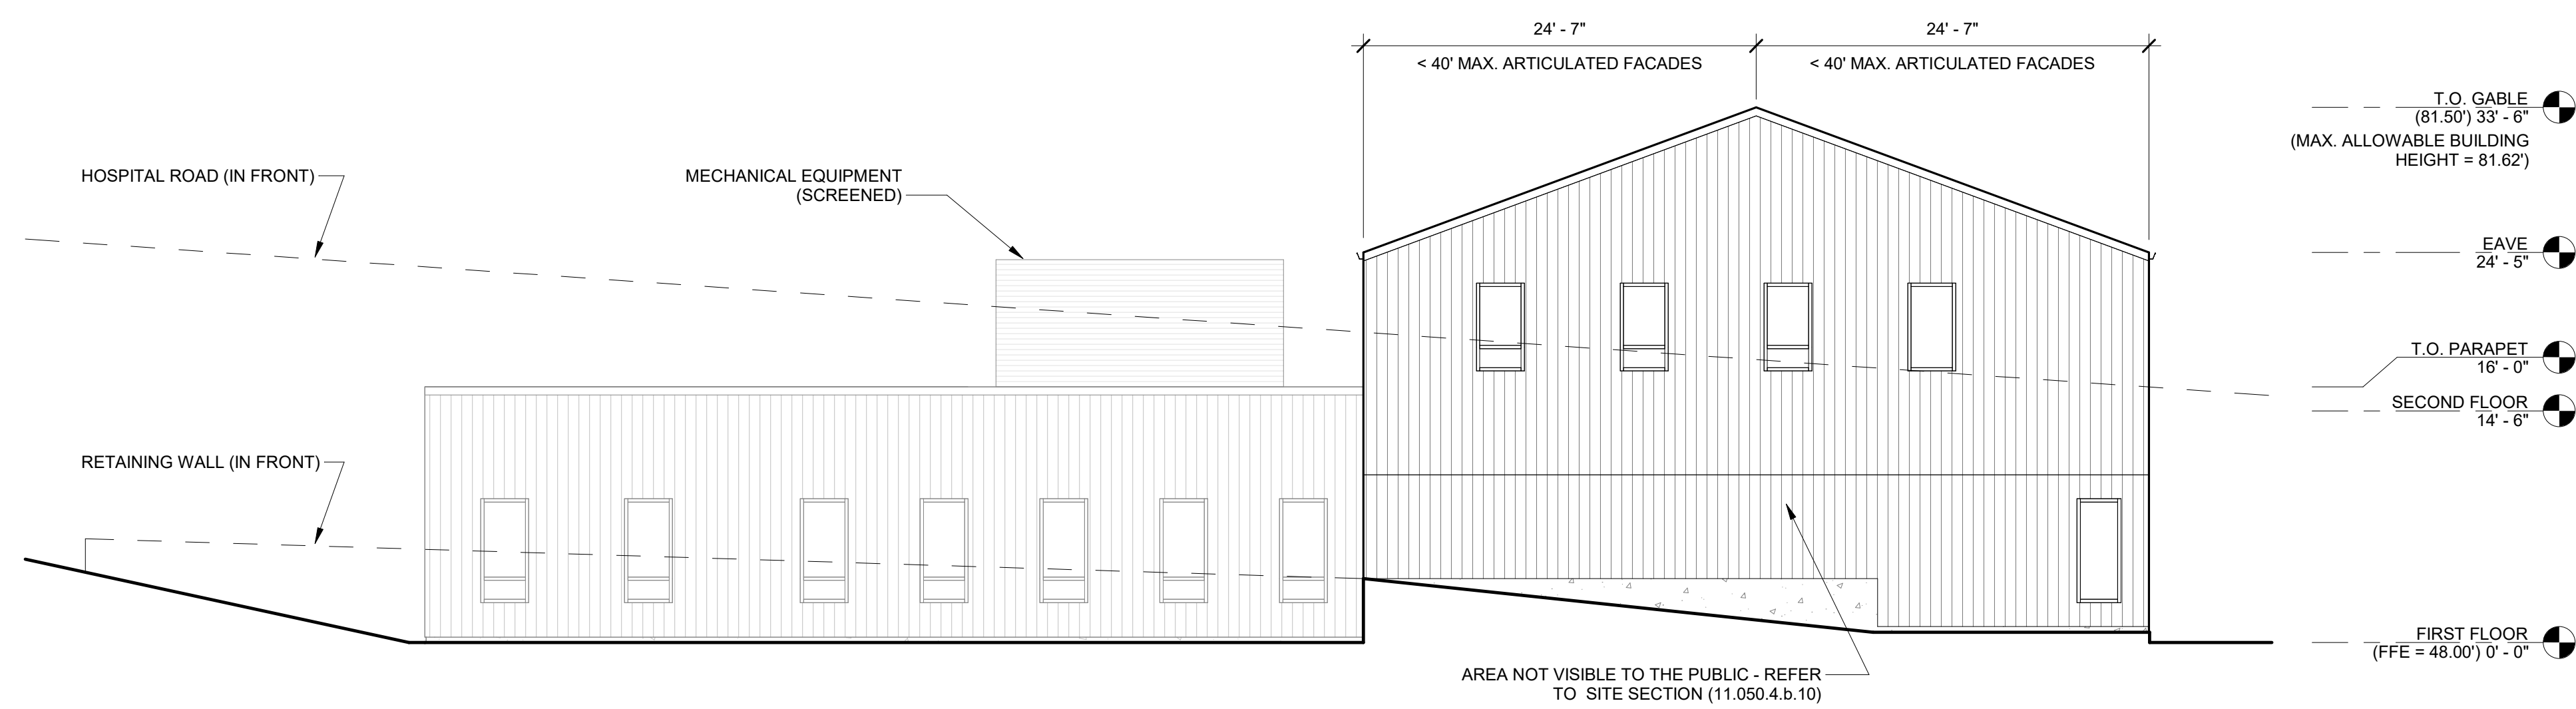 24' - 7"
24' - 7"
< 40' MAX. ARTICULATED FACADES
< 40' MAX. ARTICULATED FACADES
T.O. GABLE
(81.50') 33' - 6"
(MAX. ALLOWABLE BUILDING
HEIGHT = 81.62')
HOSPITAL ROAD (IN FRONT)
MECHANICAL EQUIPMENT
(SCREENED)
EAVE
24' - 5"
T.O. PARAPET
16' - 0"
SECOND FLOOR
14' - 6"
RETAINING WALL (IN FRONT)
FIRST FLOOR
(FFE = 48.00') 0' - 0"
AREA NOT VISIBLE TO THE PUBLIC - REFER
TO SITE SECTION (11.050.4.b.10)